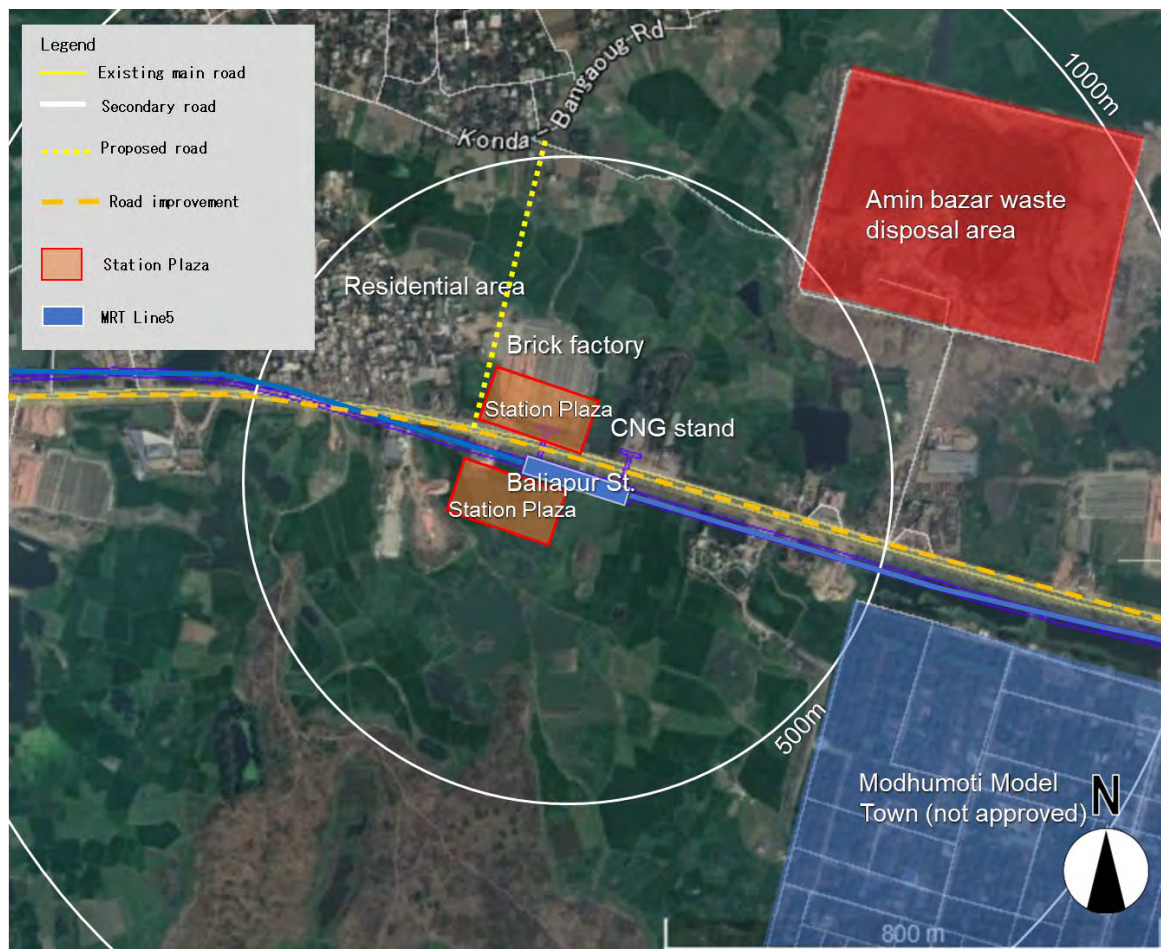 Legend
Existing main road
Secondary road
Proposed road
Road improvement
Station Plaza
MRT Line5
Konda - Bangaoug Rd
1000m
Amin bazar waste
disposal area
Residential area
Brick factory
Station Plaza
CNG stand
Baliapur St.
Station Plaza
500m
Modhumoti Model
Town (not approved)
N
800 m